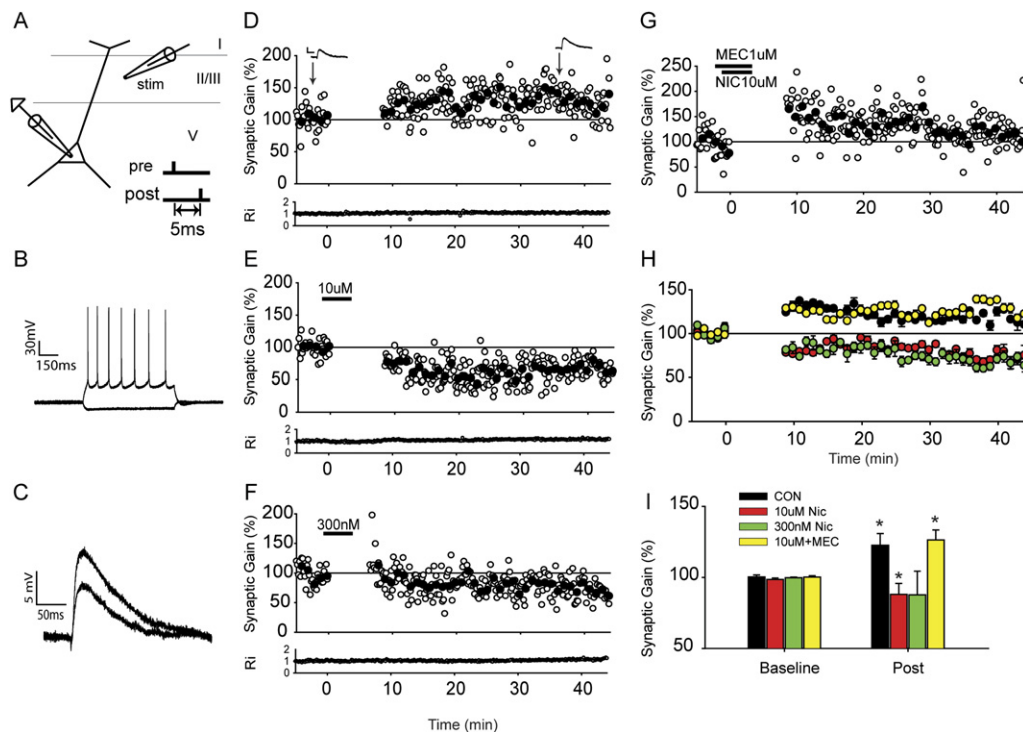 A
I
II/III
stim
V
pre
post
5ms
B
30mV
150ms
C
5 mV
50ms
D
Synaptic Gain (%)
200
150
100
50
0
Ri
2
1
0
0 10 20 30 40
E
10uM
Synaptic Gain (%)
200
150
100
50
0
Ri
2
1
0
0 10 20 30 40
F
300nM
Synaptic Gain (%)
200
150
100
50
0
Ri
2
1
0
0 10 20 30 40
Time (min)
G
MEC1uM
NIC10uM
Synaptic Gain (%)
250
200
150
100
50
0
0 10 20 30 40
H
Synaptic Gain (%)
150
100
50
0
0 10 20 30 40
Time (min)
I
CON
10uM Nic
300nM Nic
10uM+MEC
Synaptic Gain (%)
150
100
50
* * *
Baseline Post